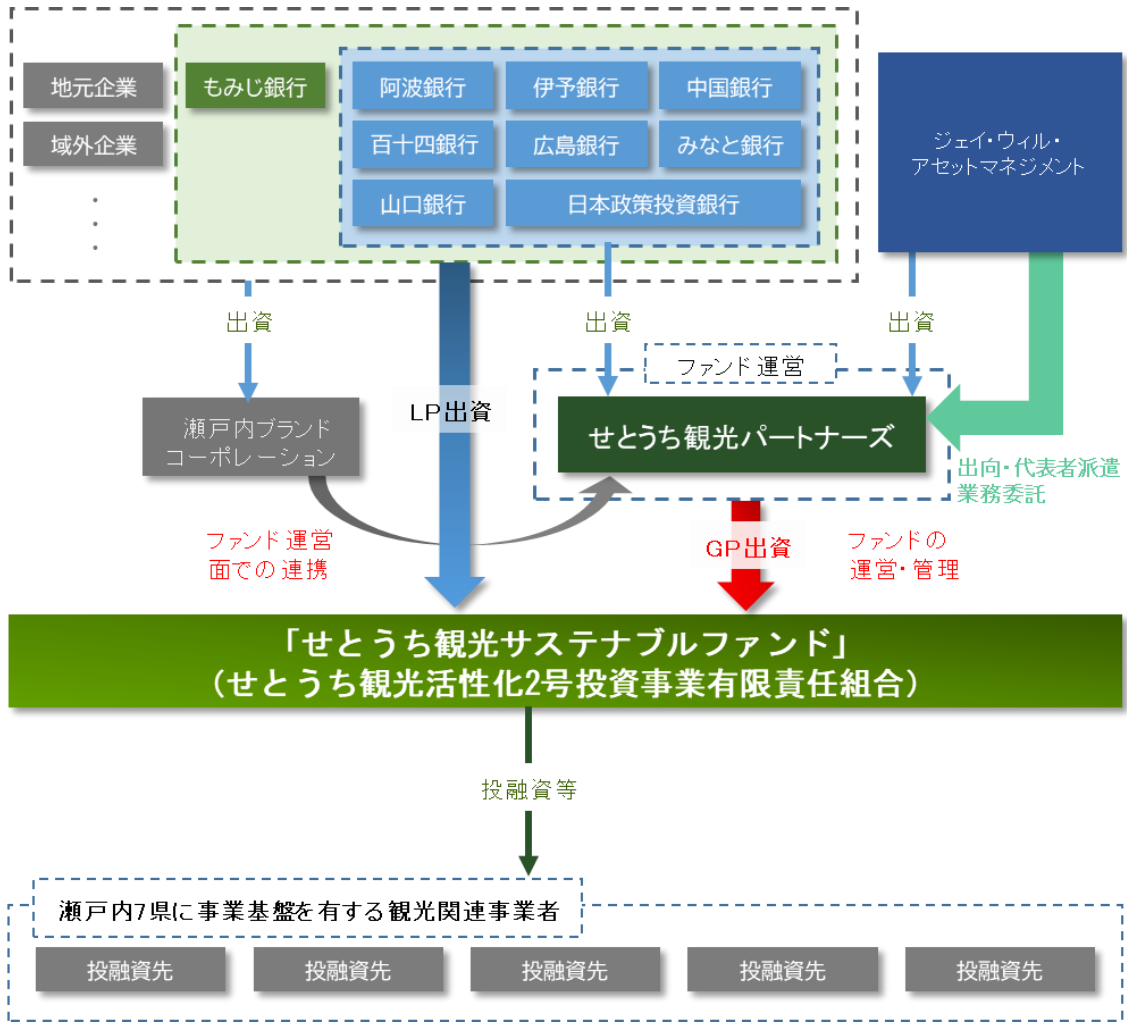 地元企業
もみじ銀行
阿波銀行
伊予銀行
中国銀行
域外企業
百十四銀行
広島銀行
みなと銀行
ジェイ・ウィル・
アセットマネジメント
・
・
・
山口銀行
日本政策投資銀行
出資
出資
出資
ファンド運営
LP出資
瀬戸内ブランド
コーポレーション
せとうち観光パートナーズ
出向・代表者派遣
業務委託
ファンド運営
面での連携
GP出資
ファンドの
運営・管理
「せとうち観光サステナブルファンド」
（せとうち観光活性化2号投資事業有限責任組合）
投融資等
瀬戸内7県に事業基盤を有する観光関連事業者
投融資先
投融資先
投融資先
投融資先
投融資先